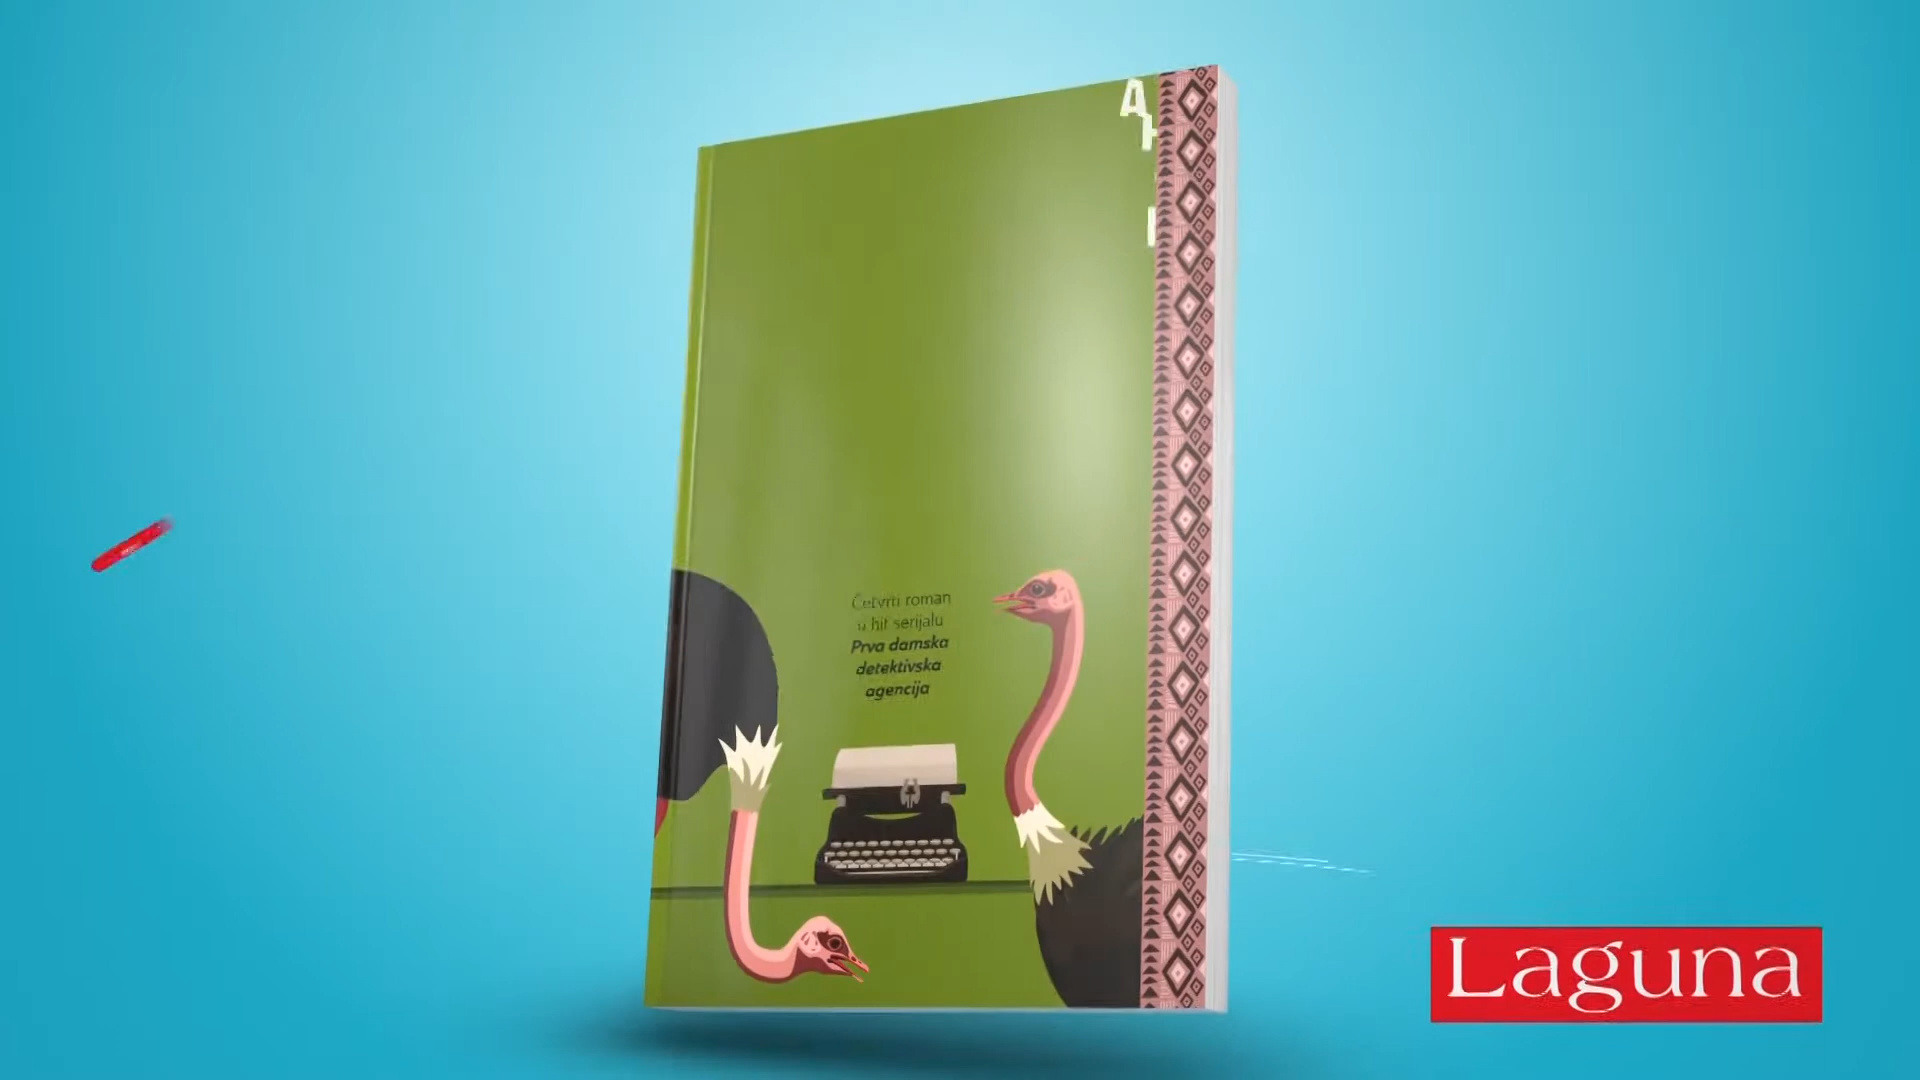 Četvrti roman
u hit serijalu
Prva damska
detektivska
agencija
Laguna